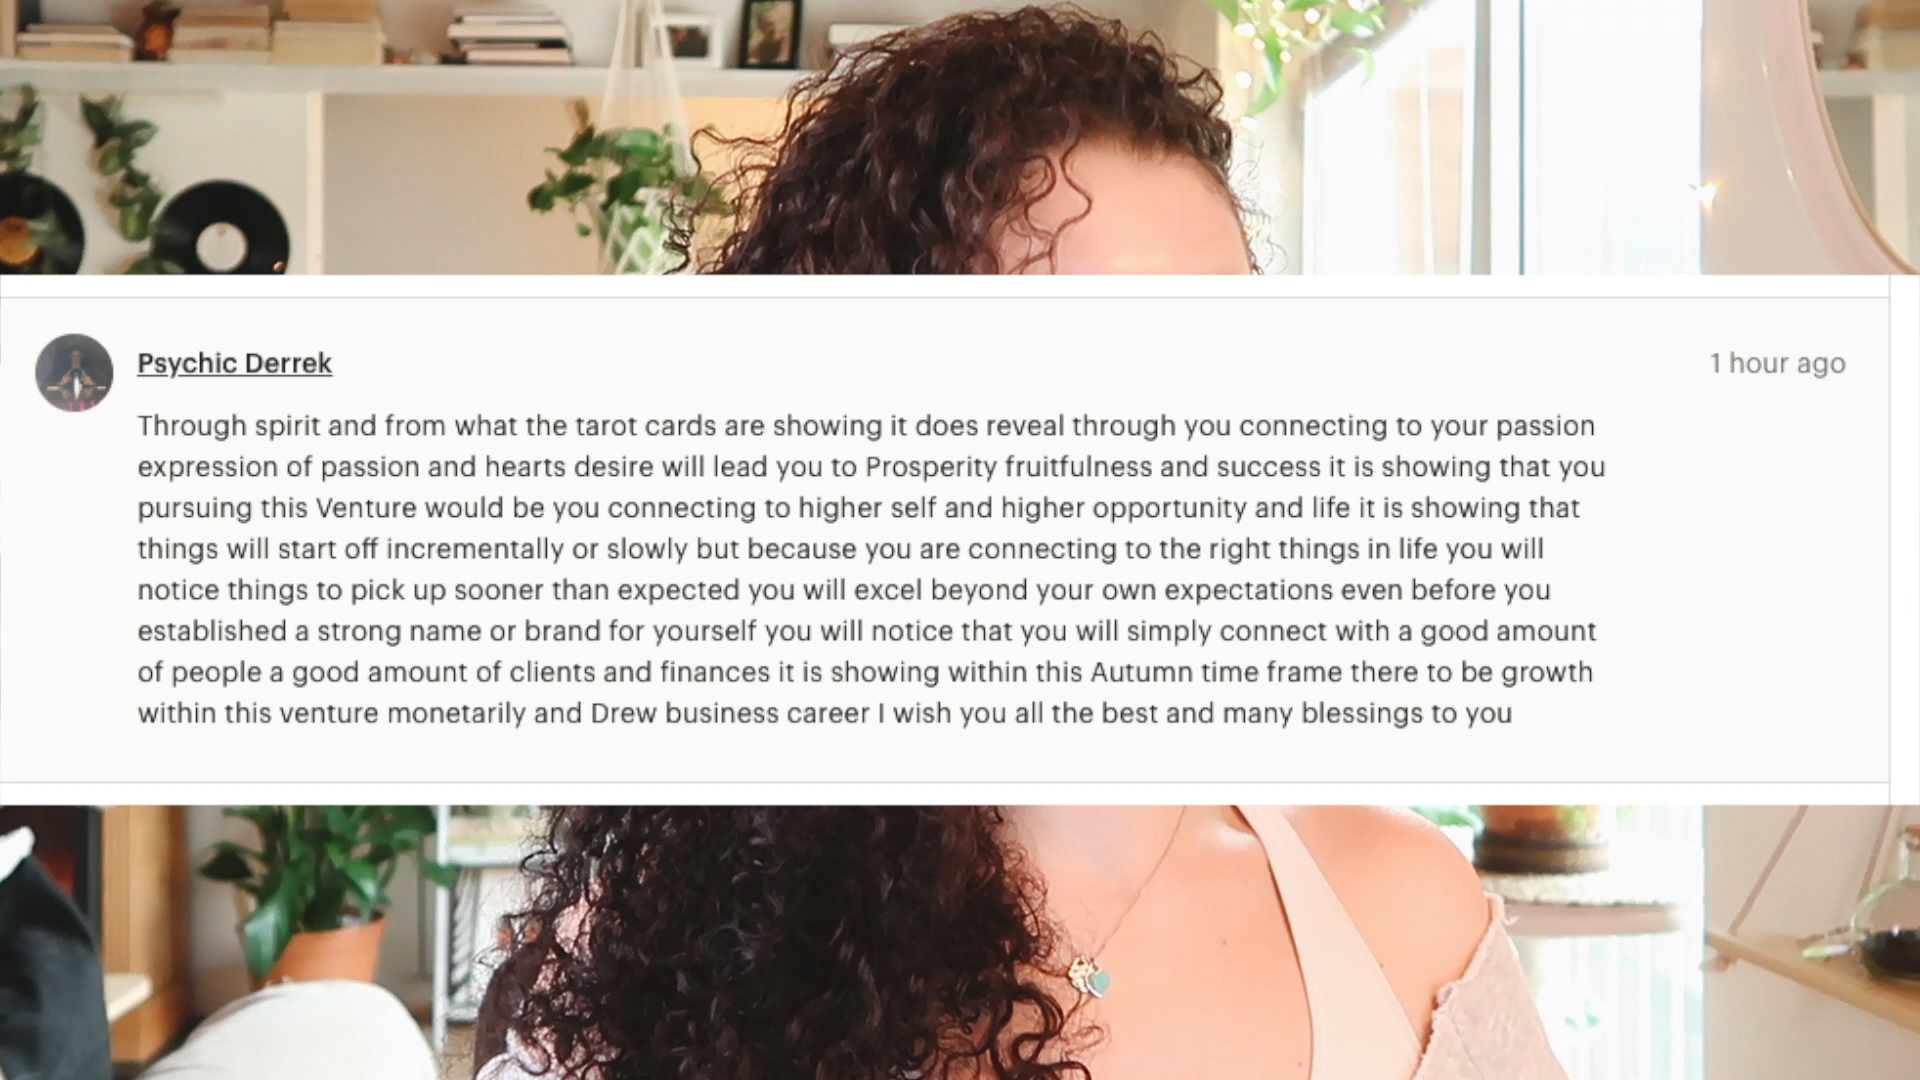 Psychic Derrek
1 hour ago
Through spirit and from what the tarot cards are showing it does reveal through you connecting to your passion
expression of passion and hearts desire will lead you to Prosperity fruitfulness and success it is showing that you
pursuing this Venture would be you connecting to higher self and higher opportunity and life it is showing that
things will start off incrementally or slowly but because you are connecting to the right things in life you will
notice things to pick up sooner than expected you will excel beyond your own expectations even before you
established a strong name or brand for yourself you will notice that you will simply connect with a good amount
of people a good amount of clients and finances it is showing within this Autumn time frame there to be growth
within this venture monetarily and Drew business career I wish you all the best and many blessings to you